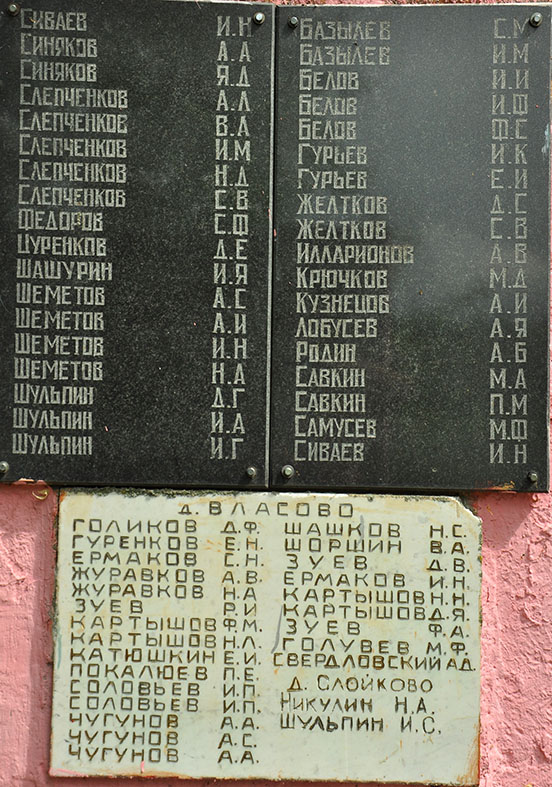 Сиваев И.Н
Синяков А.А
Синяков Я.Д
Слепченков А.Л
Слепченков В.А
Слепченков И.М
Слепченков Н.Д
Слепченков С.В
Федоров С.Ф
Цуренков Д.Е
Шашурин И.Я
Шеметов А.С
Шеметов А.И
Шеметов И.Н
Шеметов Н.А
Шульпин Д.Г
Шульпин И.А
Шульпин И.Г
Базылев С.М
Базылев И.М
Белов И.И
Белов И.Ф
Белов Ф.С
Гурьев И.К
Гурьев Е.И
Желтков Д.С
Желтков С.В
Илларионов А.В
Крючков М.Д
Кузнецов А.И
Лобусев А.Я
Родин А.Б
Савкин М.А
Савкин П.М
Самусев М.Ф
Сиваев И.Н
д. ВЛАСОВО
ГОЛИКОВ Д.Ф.
ГУРЕНКОВ Е.Н.
ЕРМАКОВ С.Н.
ЖУРАВКОВ А.В.
ЖУРАВКОВ Н.А
ЗУЕВ Р.И
КАРТЫШОВ Ф.М.
КАРТЫШОВ Н.Л.
КАТЮШКИН Е.И.
ПОКАЛЮЕВ П.Е.
СОЛОВЬЕВ И.П.
СОЛОВЬЕВ И.П.
ЧУГУНОВ А.А
ЧУГУНОВ А.С.
ЧУГУНОВ А.А.
ШАШКОВ Н.С.
ШОРШИН В.А.
ЗУЕВ Д.В.
ЕРМАКОВ И.Н.
КАРТЫШОВ Н.Н.
КАРТЫШОВ Д.Я.
ЗУЕВ Ф.А.
ГОЛУБЕВ М.Ф.
СВЕРДЛОВСКИЙ А.Д.
д. СЛОЙКОВО
НИКУЛИН Н.А.
ШУЛЬПИН И.С.